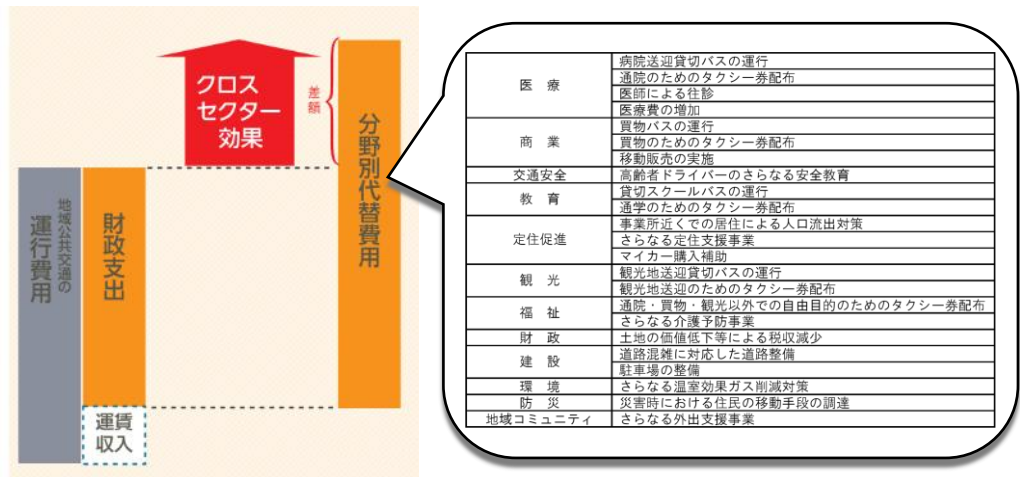 クロス
セクター
効果
差額
分野別代替費用
地域公共交通の
運行費用
財政支出
運賃
収入
医　療
病院送迎貸切バスの運行
通院のためのタクシー券配布
医師による往診
医療費の増加
商　業
買物バスの運行
買物のためのタクシー券配布
移動販売の実施
交通安全
高齢者ドライバーのさらなる安全教育
教　育
貸切スクールバスの運行
通学のためのタクシー券配布
定住促進
事業所近くでの居住による人口流出対策
さらなる定住支援事業
マイカー購入補助
観　光
観光地送迎貸切バスの運行
観光地送迎のためのタクシー券配布
福　祉
通院・買物・観光以外での自由目的のためのタクシー券配布
さらなる介護予防事業
財　政
土地の価値低下等による税収減少
建　設
道路混雑に対応した道路整備
駐車場の整備
環　境
さらなる温室効果ガス削減対策
防　災
災害時における住民の移動手段の調達
地域コミュニティ
さらなる外出支援事業